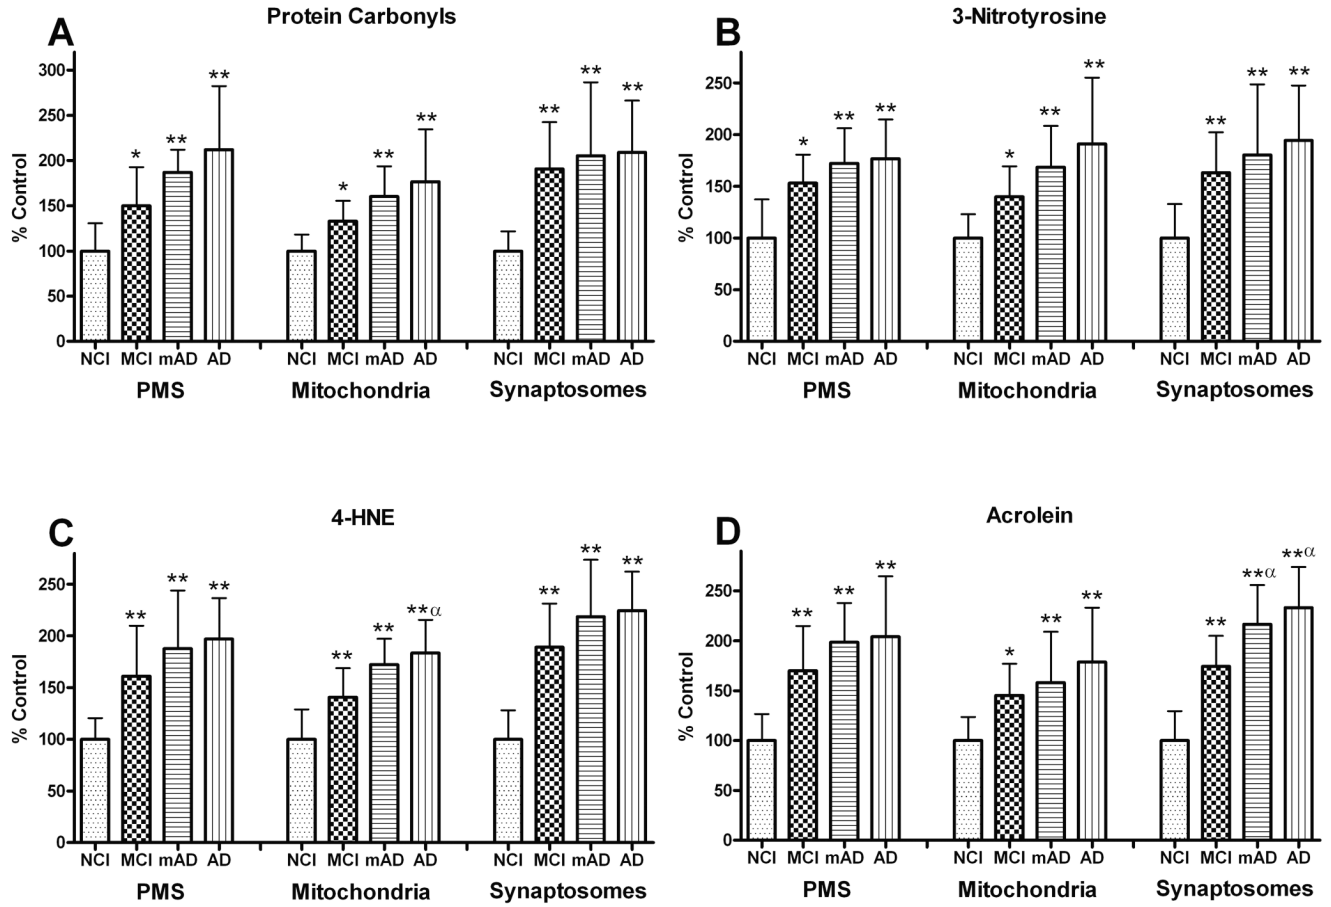 A
Protein Carbonyls
% Control
300
250
200
150
100
50
0
*
**
**
*
**
**
**
**
**
NCI MCI mAD AD NCI MCI mAD AD NCI MCI mAD AD
PMS Mitochondria Synaptosomes
B
3-Nitrotyrosine
% Control
250
200
150
100
50
0
*
**
**
*
**
**
**
**
**
NCI MCI mAD AD NCI MCI mAD AD NCI MCI mAD AD
PMS Mitochondria Synaptosomes
C
4-HNE
% Control
250
200
150
100
50
0
**
**
**
**
**
**α
**
**
**
NCI MCI mAD AD NCI MCI mAD AD NCI MCI mAD AD
PMS Mitochondria Synaptosomes
D
Acrolein
% Control
250
200
150
100
50
0
**
**
**
*
**
**
**
**α
**α
NCI MCI mAD AD NCI MCI mAD AD NCI MCI mAD AD
PMS Mitochondria Synaptosomes